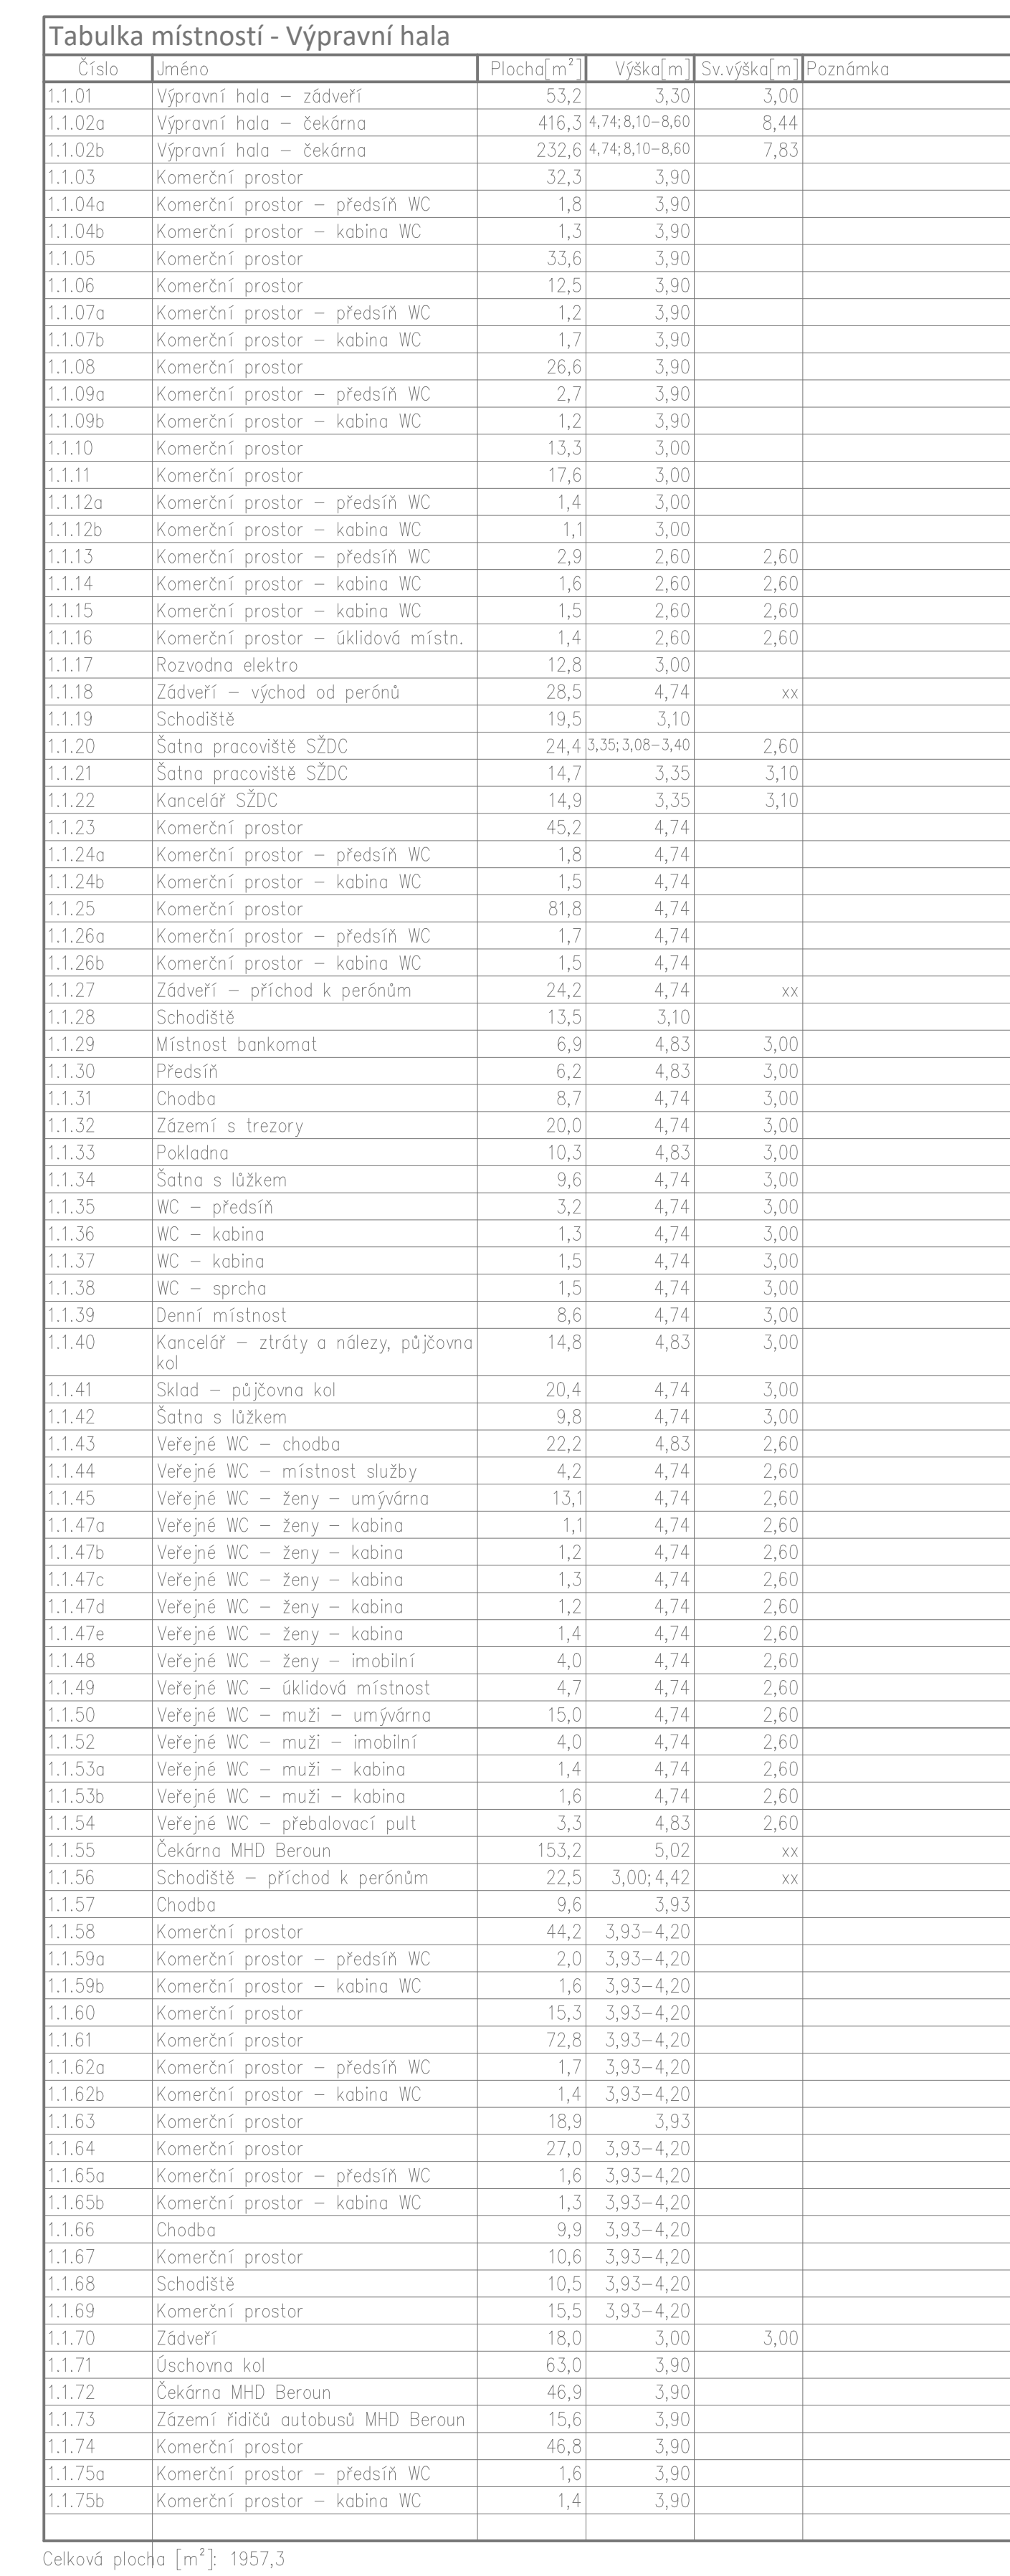 Tabulka místností - Výpravní hala
Číslo Jméno Plocha[m²] Výška[m] Sv.výška[m] Poznámka
1.1.01 Výpravní hala – zádveří 53,2 3,30 3,00
1.1.02a Výpravní hala – čekárna 416,3 4,74;8,10–8,60 8,44
1.1.02b Výpravní hala – čekárna 232,6 4,74;8,10–8,60 7,83
1.1.03 Komerční prostor 32,3 3,90
1.1.04a Komerční prostor – předsíň WC 1,8 3,90
1.1.04b Komerční prostor – kabina WC 1,3 3,90
1.1.05 Komerční prostor 33,6 3,90
1.1.06 Komerční prostor 12,5 3,90
1.1.07a Komerční prostor – předsíň WC 1,2 3,90
1.1.07b Komerční prostor – kabina WC 1,7 3,90
1.1.08 Komerční prostor 26,6 3,90
1.1.09a Komerční prostor – předsíň WC 2,7 3,90
1.1.09b Komerční prostor – kabina WC 1,2 3,90
1.1.10 Komerční prostor 13,3 3,00
1.1.11 Komerční prostor 17,6 3,00
1.1.12a Komerční prostor – předsíň WC 1,4 3,00
1.1.12b Komerční prostor – kabina WC 1,1 3,00
1.1.13 Komerční prostor – předsíň WC 2,9 2,60 2,60
1.1.14 Komerční prostor – kabina WC 1,6 2,60 2,60
1.1.15 Komerční prostor – kabina WC 1,5 2,60 2,60
1.1.16 Komerční prostor – úklidová místn. 1,4 2,60 2,60
1.1.17 Rozvodna elektro 12,8 3,00
1.1.18 Zádveří – východ od perónů 28,5 4,74 xx
1.1.19 Schodiště 19,5 3,10
1.1.20 Šatna pracoviště SŽDC 24,4 3,35;3,08–3,40 2,60
1.1.21 Šatna pracoviště SŽDC 14,7 3,35 3,10
1.1.22 Kancelář SŽDC 14,9 3,35 3,10
1.1.23 Komerční prostor 45,2 4,74
1.1.24a Komerční prostor – předsíň WC 1,8 4,74
1.1.24b Komerční prostor – kabina WC 1,5 4,74
1.1.25 Komerční prostor 81,8 4,74
1.1.26a Komerční prostor – předsíň WC 1,7 4,74
1.1.26b Komerční prostor – kabina WC 1,5 4,74
1.1.27 Zádveří – příchod k perónům 24,2 4,74 xx
1.1.28 Schodiště 13,5 3,10
1.1.29 Místnost bankomat 6,9 4,83 3,00
1.1.30 Předsíň 6,2 4,83 3,00
1.1.31 Chodba 8,7 4,74 3,00
1.1.32 Zázemí s trezory 20,0 4,74 3,00
1.1.33 Pokladna 10,3 4,83 3,00
1.1.34 Šatna s lůžkem 9,6 4,74 3,00
1.1.35 WC – předsíň 3,2 4,74 3,00
1.1.36 WC – kabina 1,3 4,74 3,00
1.1.37 WC – kabina 1,5 4,74 3,00
1.1.38 WC – sprcha 1,5 4,74 3,00
1.1.39 Denní místnost 8,6 4,74 3,00
1.1.40 Kancelář – ztráty a nálezy, půjčovna 14,8 4,83 3,00
kol
1.1.41 Sklad – půjčovna kol 20,4 4,74 3,00
1.1.42 Šatna s lůžkem 9,8 4,74 3,00
1.1.43 Veřejné WC – chodba 22,2 4,83 2,60
1.1.44 Veřejné WC – místnost služby 4,2 4,74 2,60
1.1.45 Veřejné WC – ženy – umývárna 13,1 4,74 2,60
1.1.47a Veřejné WC – ženy – kabina 1,1 4,74 2,60
1.1.47b Veřejné WC – ženy – kabina 1,2 4,74 2,60
1.1.47c Veřejné WC – ženy – kabina 1,3 4,74 2,60
1.1.47d Veřejné WC – ženy – kabina 1,2 4,74 2,60
1.1.47e Veřejné WC – ženy – kabina 1,4 4,74 2,60
1.1.48 Veřejné WC – ženy – imobilní 4,0 4,74 2,60
1.1.49 Veřejné WC – úklidová místnost 4,7 4,74 2,60
1.1.50 Veřejné WC – muži – umývárna 15,0 4,74 2,60
1.1.52 Veřejné WC – muži – imobilní 4,0 4,74 2,60
1.1.53a Veřejné WC – muži – kabina 1,4 4,74 2,60
1.1.53b Veřejné WC – muži – kabina 1,6 4,74 2,60
1.1.54 Veřejné WC – přebalovací pult 3,3 4,83 2,60
1.1.55 Čekárna MHD Beroun 153,2 5,02 xx
1.1.56 Schodiště – příchod k perónům 22,5 3,00;4,42 xx
1.1.57 Chodba 9,6 3,93
1.1.58 Komerční prostor 44,2 3,93–4,20
1.1.59a Komerční prostor – předsíň WC 2,0 3,93–4,20
1.1.59b Komerční prostor – kabina WC 1,6 3,93–4,20
1.1.60 Komerční prostor 15,3 3,93–4,20
1.1.61 Komerční prostor 72,8 3,93–4,20
1.1.62a Komerční prostor – předsíň WC 1,7 3,93–4,20
1.1.62b Komerční prostor – kabina WC 1,4 3,93–4,20
1.1.63 Komerční prostor 18,9 3,93
1.1.64 Komerční prostor 27,0 3,93–4,20
1.1.65a Komerční prostor – předsíň WC 1,6 3,93–4,20
1.1.65b Komerční prostor – kabina WC 1,3 3,93–4,20
1.1.66 Chodba 9,9 3,93–4,20
1.1.67 Komerční prostor 10,6 3,93–4,20
1.1.68 Schodiště 10,5 3,93–4,20
1.1.69 Komerční prostor 15,5 3,93–4,20
1.1.70 Zádveří 18,0 3,00 3,00
1.1.71 Úschovna kol 63,0 3,90
1.1.72 Čekárna MHD Beroun 46,9 3,90
1.1.73 Zázemí řidičů autobusů MHD Beroun 15,6 3,90
1.1.74 Komerční prostor 46,8 3,90
1.1.75a Komerční prostor – předsíň WC 1,6 3,90
1.1.75b Komerční prostor – kabina WC 1,4 3,90
Celková plocha [m²]: 1957,3